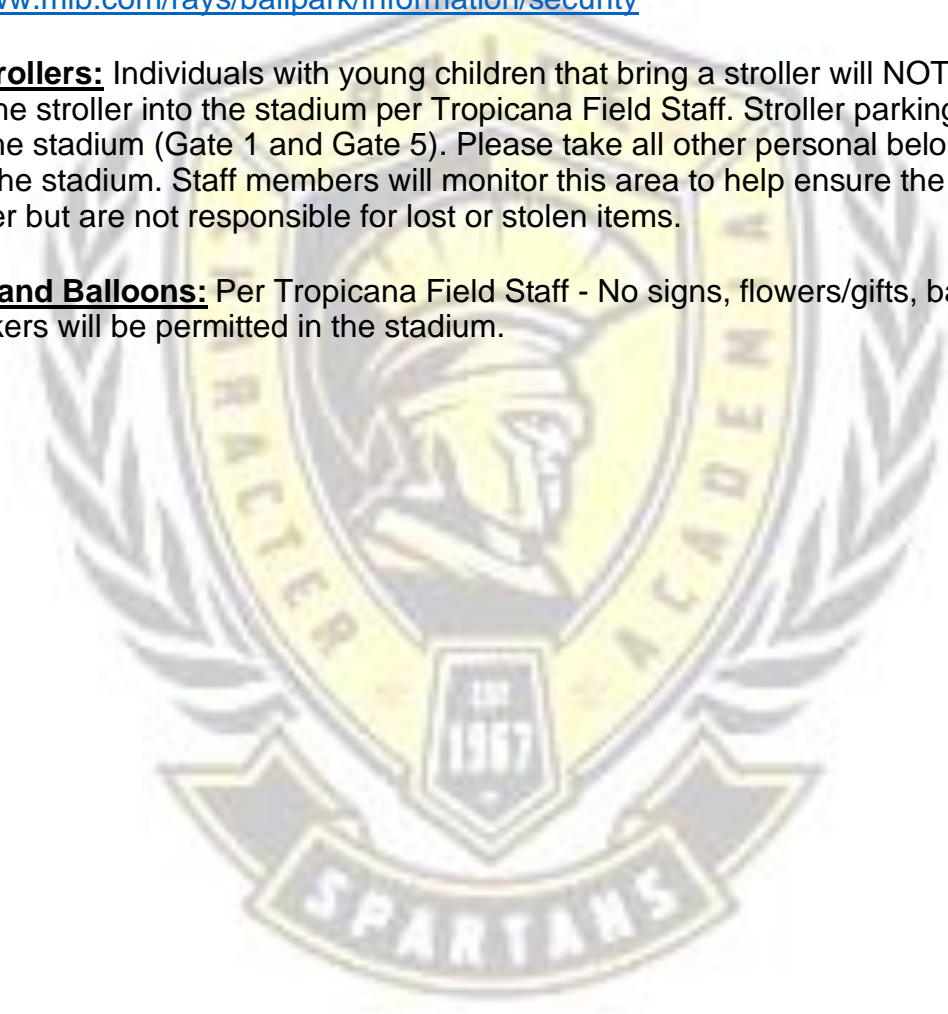 ww.mlb.com/rays/ballpark/information/security
rollers: Individuals with young children that bring a stroller will NOT
he stroller into the stadium per Tropicana Field Staff. Stroller parking
he stadium (Gate 1 and Gate 5). Please take all other personal belo
he stadium. Staff members will monitor this area to help ensure the
er but are not responsible for lost or stolen items.
and Balloons: Per Tropicana Field Staff - No signs, flowers/gifts, ba
kers will be permitted in the stadium.
CHARACTER
ACADEMIA
EST
1967
SPARTANS